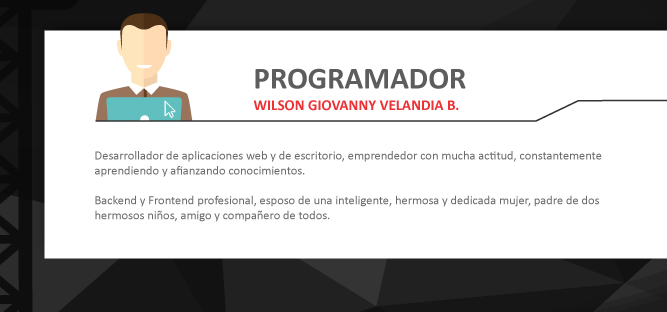 PROGRAMADOR
WILSON GIOVANNY VELANDIA B.
Desarrollador de aplicaciones web y de escritorio, emprendedor con mucha actitud, constantemente
aprendiendo y afianzando conocimientos.
Backend y Frontend profesional, esposo de una inteligente, hermosa y dedicada mujer, padre de dos
hermosos niños, amigo y compañero de todos.